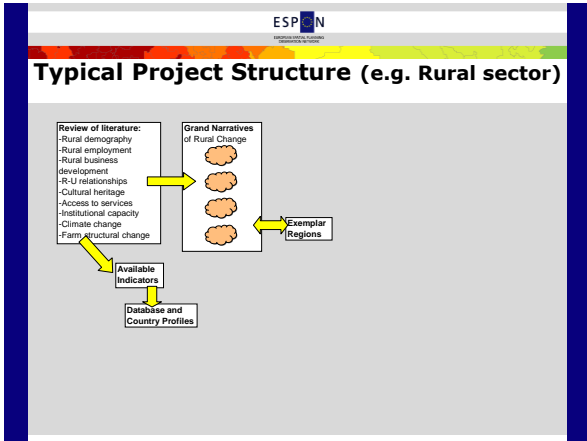 ESPON
EUROPEAN SPATIAL PLANNING
OBSERVATION NETWORK
Typical Project Structure (e.g. Rural sector)
Review of literature:
-Rural demography
-Rural employment
-Rural business
development
-R-U relationships
-Cultural heritage
-Access to services
-Institutional capacity
-Climate change
-Farm structural change
Grand Narratives
of Rural Change
Exemplar
Regions
Available
Indicators
Database and
Country Profiles